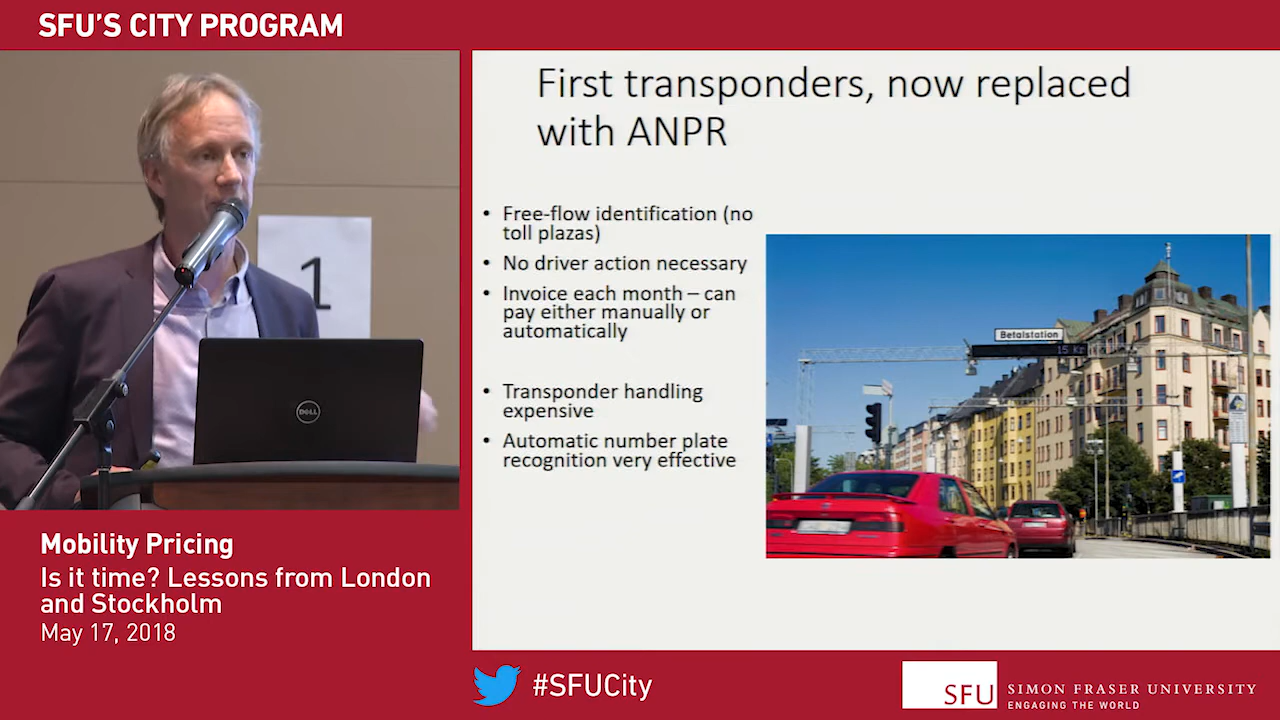 SFU'S CITY PROGRAM
First transponders, now replaced
with ANPR
• Free-flow identification (no
toll plazas)
• No driver action necessary
• Invoice each month – can
pay either manually or
automatically
• Transponder handling
expensive
• Automatic number plate
recognition very effective
Betalstation
15 Kr
1
DELL
Mobility Pricing
Is it time? Lessons from London
and Stockholm
May 17, 2018
#SFUCity
SFU
SIMON FRASER UNIVERSITY
ENGAGING THE WORLD